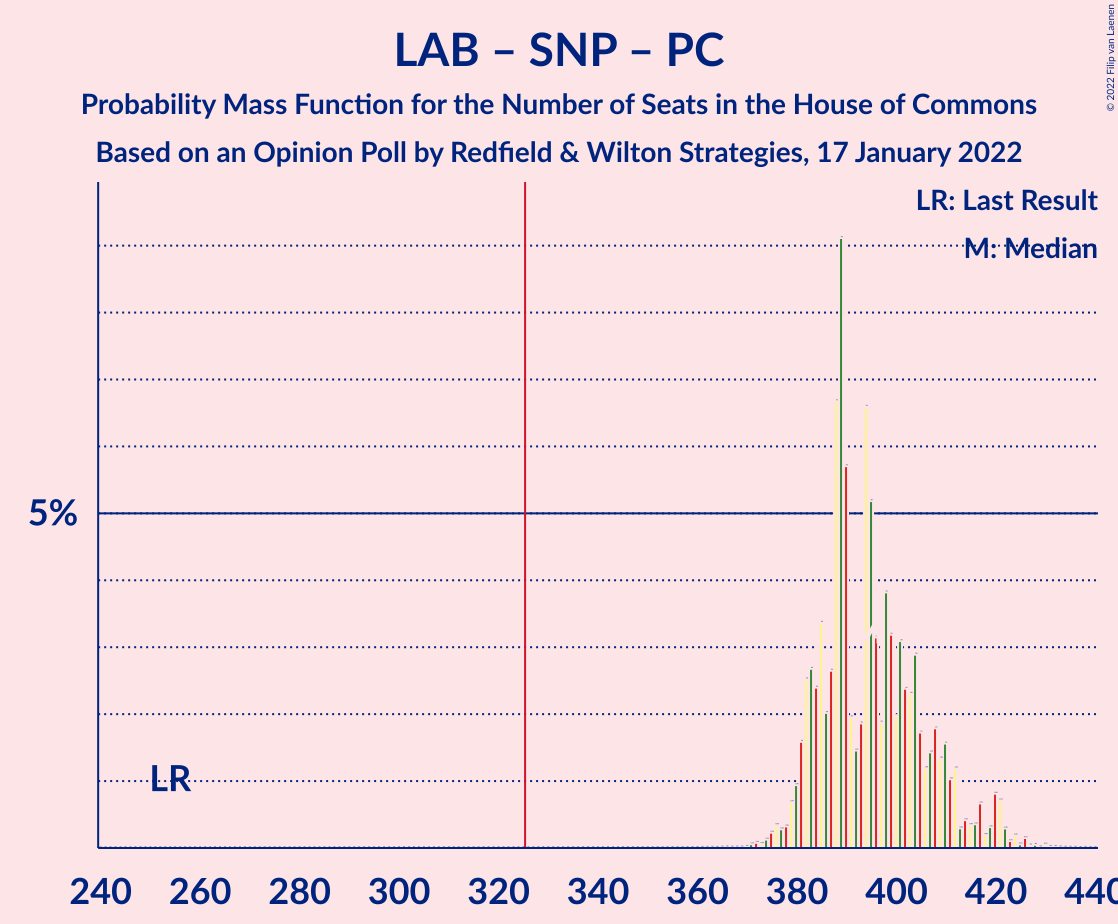 LAB – SNP – PC
Probability Mass Function for the Number of Seats in the House of Commons
Based on an Opinion Poll by Redfield & Wilton Strategies, 17 January 2022
© 2022 Filip van Laenen
LR: Last Result
M: Median
5%
LR
240 260 280 300 320 340 360 380 400 420 440